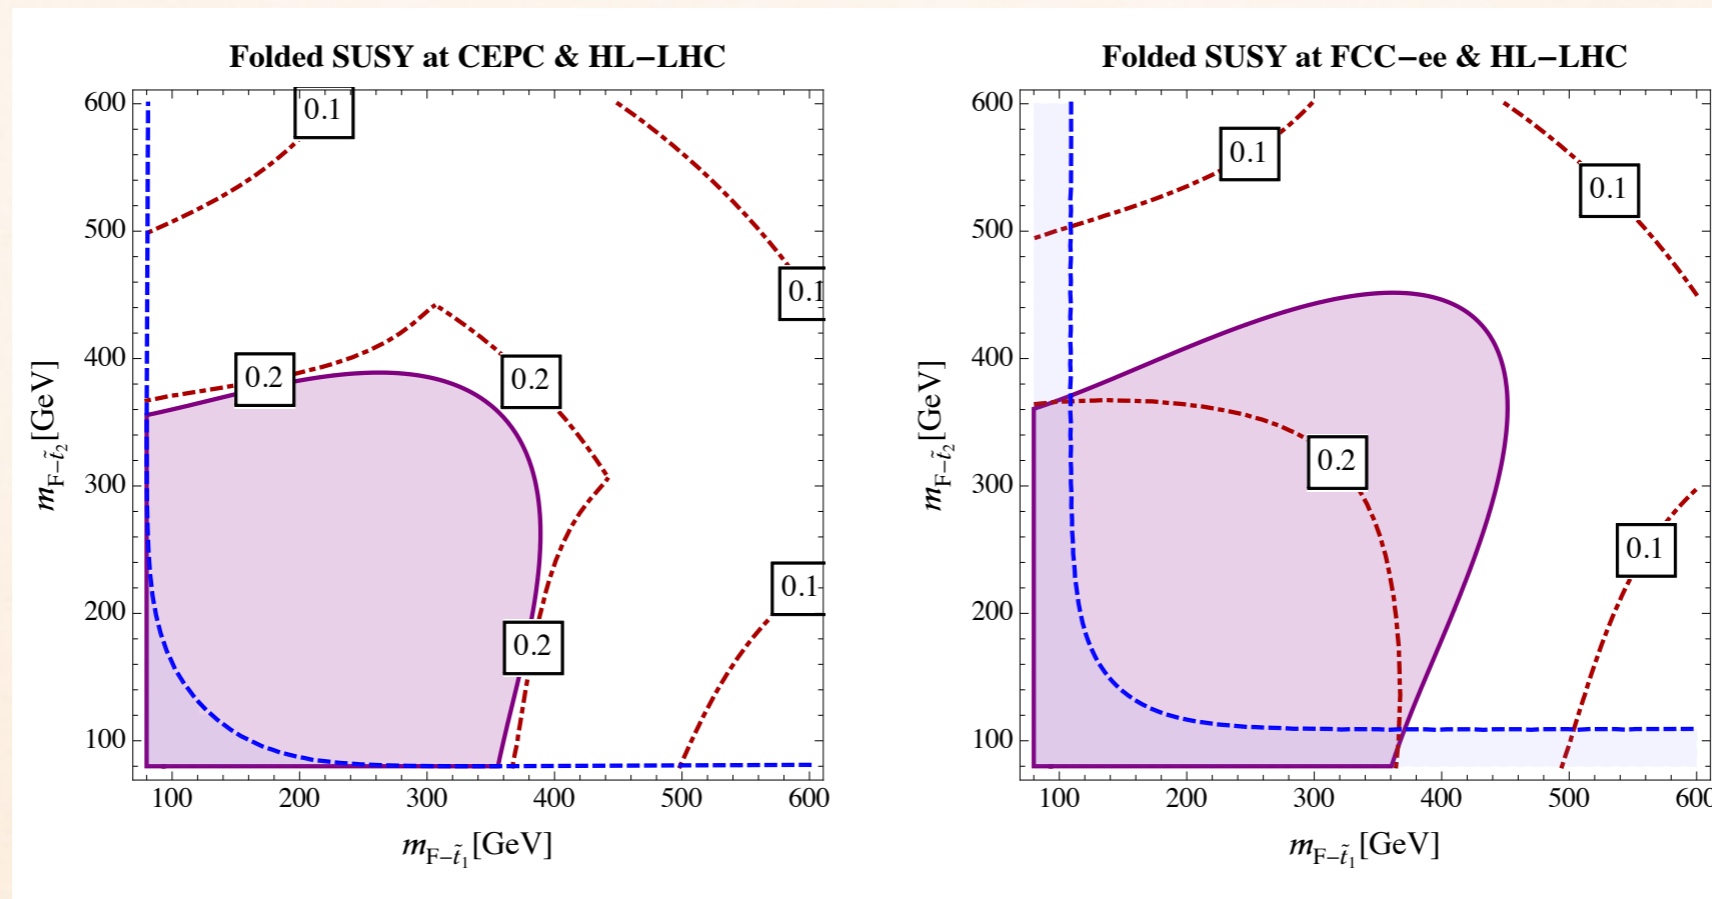 Folded SUSY at CEPC & HL−LHC
600
500
400
300
200
100
100 200 300 400 500 600
m_{F−t̃_2}[GeV]
m_{F−t̃_1}[GeV]
0.1
0.1
0.2
0.2
0.1
0.2
Folded SUSY at FCC−ee & HL−LHC
600
500
400
300
200
100
100 200 300 400 500 600
m_{F−t̃_2}[GeV]
m_{F−t̃_1}[GeV]
0.1
0.1
0.2
0.1